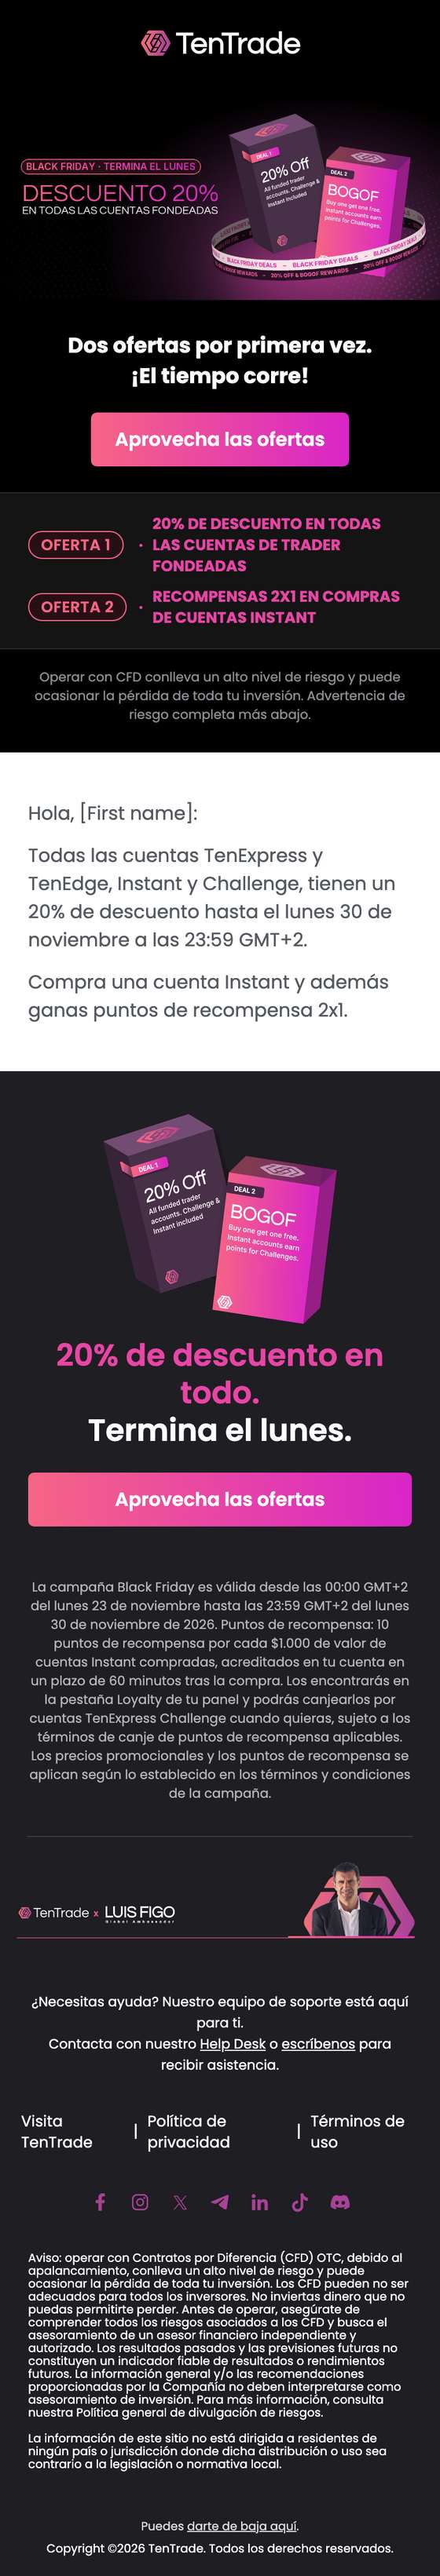 TenTrade
BLACK FRIDAY · TERMINA EL LUNES
DESCUENTO 20%
EN TODAS LAS CUENTAS FONDEADAS
DEAL 1
20% Off
All funded trader
accounts. Challenge &
Instant included
DEAL 2
BOGOF
Buy one get one free.
Instant accounts earn
points for Challenges.
BLACK FRIDAY DEALS – BLACK FRIDAY DEALS – BLACK FRIDAY
20% OFF & BOGOF REWARDS
Dos ofertas por primera vez.
¡El tiempo corre!
Aprovecha las ofertas
OFERTA 1
· 20% DE DESCUENTO EN TODAS
LAS CUENTAS DE TRADER
FONDEADAS
OFERTA 2
· RECOMPENSAS 2X1 EN COMPRAS
DE CUENTAS INSTANT
Operar con CFD conlleva un alto nivel de riesgo y puede
ocasionar la pérdida de toda tu inversión. Advertencia de
riesgo completa más abajo.
Hola, [First name]:
Todas las cuentas TenExpress y
TenEdge, Instant y Challenge, tienen un
20% de descuento hasta el lunes 30 de
noviembre a las 23:59 GMT+2.
Compra una cuenta Instant y además
ganas puntos de recompensa 2x1.
DEAL 1
20% Off
All funded trader
accounts. Challenge &
Instant included
DEAL 2
BOGOF
Buy one get one free.
Instant accounts earn
points for Challenges.
20% de descuento en
todo.
Termina el lunes.
Aprovecha las ofertas
La campaña Black Friday es válida desde las 00:00 GMT+2
del lunes 23 de noviembre hasta las 23:59 GMT+2 del lunes
30 de noviembre de 2026. Puntos de recompensa: 10
puntos de recompensa por cada $1.000 de valor de
cuentas Instant compradas, acreditados en tu cuenta en
un plazo de 60 minutos tras la compra. Los encontrarás en
la pestaña Loyalty de tu panel y podrás canjearlos por
cuentas TenExpress Challenge cuando quieras, sujeto a los
términos de canje de puntos de recompensa aplicables.
Los precios promocionales y los puntos de recompensa se
aplican según lo establecido en los términos y condiciones
de la campaña.
TenTrade x LUIS FIGO
Global Ambassador
¿Necesitas ayuda? Nuestro equipo de soporte está aquí
para ti.
Contacta con nuestro Help Desk o escríbenos para
recibir asistencia.
Visita
TenTrade
|
Política de
privacidad
|
Términos de
uso
Aviso: operar con Contratos por Diferencia (CFD) OTC, debido al
apalancamiento, conlleva un alto nivel de riesgo y puede
ocasionar la pérdida de toda tu inversión. Los CFD pueden no ser
adecuados para todos los inversores. No inviertas dinero que no
puedas permitirte perder. Antes de operar, asegúrate de
comprender todos los riesgos asociados a los CFD y busca el
asesoramiento de un asesor financiero independiente y
autorizado. Los resultados pasados y las previsiones futuras no
constituyen un indicador fiable de resultados o rendimientos
futuros. La información general y/o las recomendaciones
proporcionadas por la Compañía no deben interpretarse como
asesoramiento de inversión. Para más información, consulta
nuestra Política general de divulgación de riesgos.
La información de este sitio no está dirigida a residentes de
ningún país o jurisdicción donde dicha distribución o uso sea
contrario a la legislación o normativa local.
Puedes darte de baja aquí.
Copyright ©2026 TenTrade. Todos los derechos reservados.